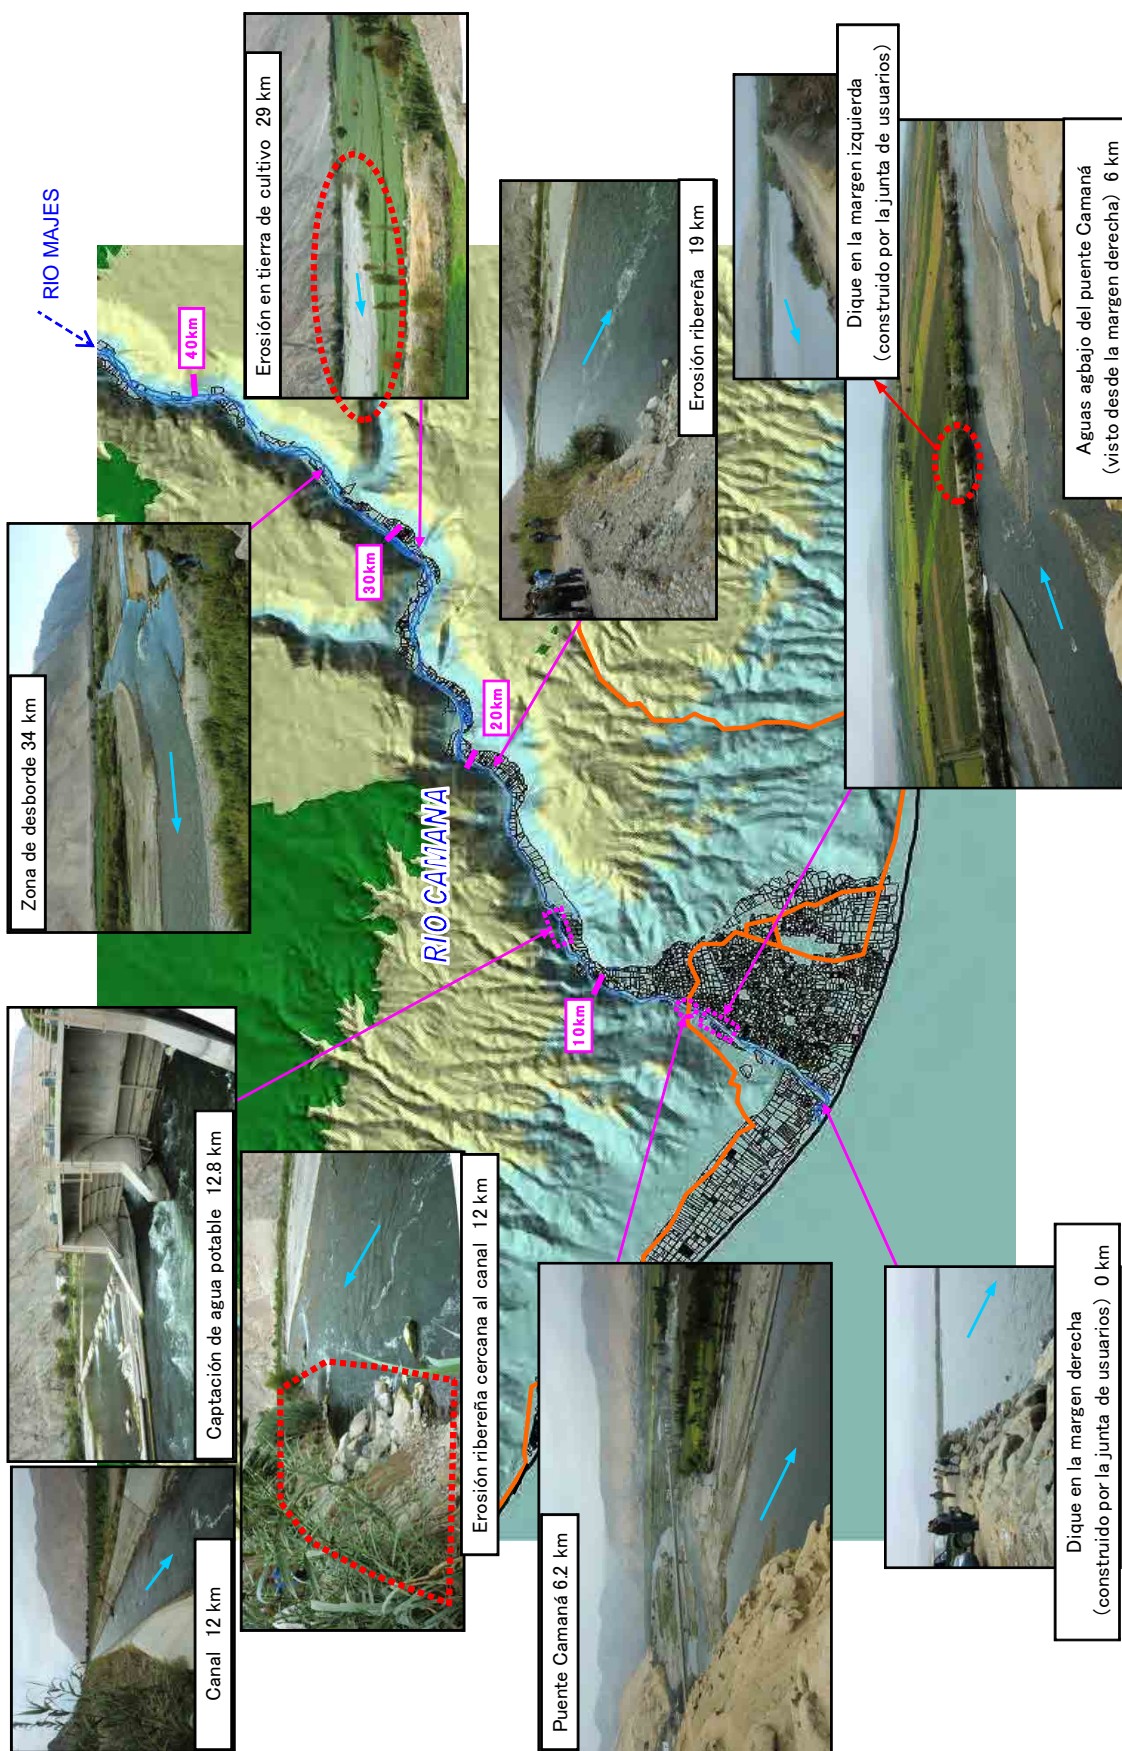 Canal  12 km
Captación de agua potable  12.8 km
Zona de desborde 34 km
RIO MAJES
Erosión en tierra de cultivo  29 km
40km
30km
20km
10km
RIO CAMANA
Erosión ribereña  19 km
Erosión ribereña cercana al canal  12 km
Dique en la margen izquierda
(construido por la junta de usuarios)
Puente Camaná 6.2 km
Aguas agbajo del puente Camaná
(visto desde la margen derecha)  6 km
Dique en la margen derecha
(construido por la junta de usuarios)  0 km